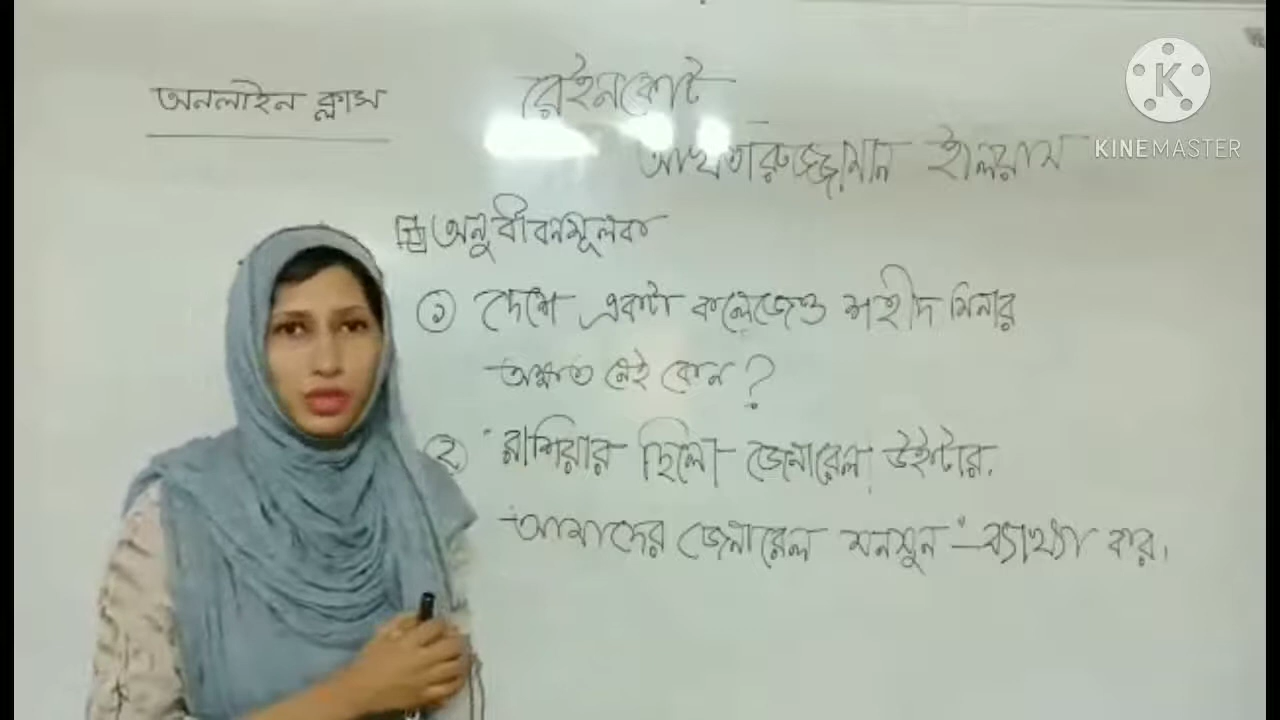 অনলাইন ক্লাস
রেইনকোট
আখতারুজ্জামান ইলিয়াস
অনুধাবনমূলক
১ দেশে একটা কলেজেও শহীদ মিনার
অক্ষত নেই কেন?
২ "রাশিয়ার ছিলো জেনারেল উইন্টার,
আমাদের জেনারেল মনসুন"—ব্যাখ্যা কর।
K
KINEMASTER